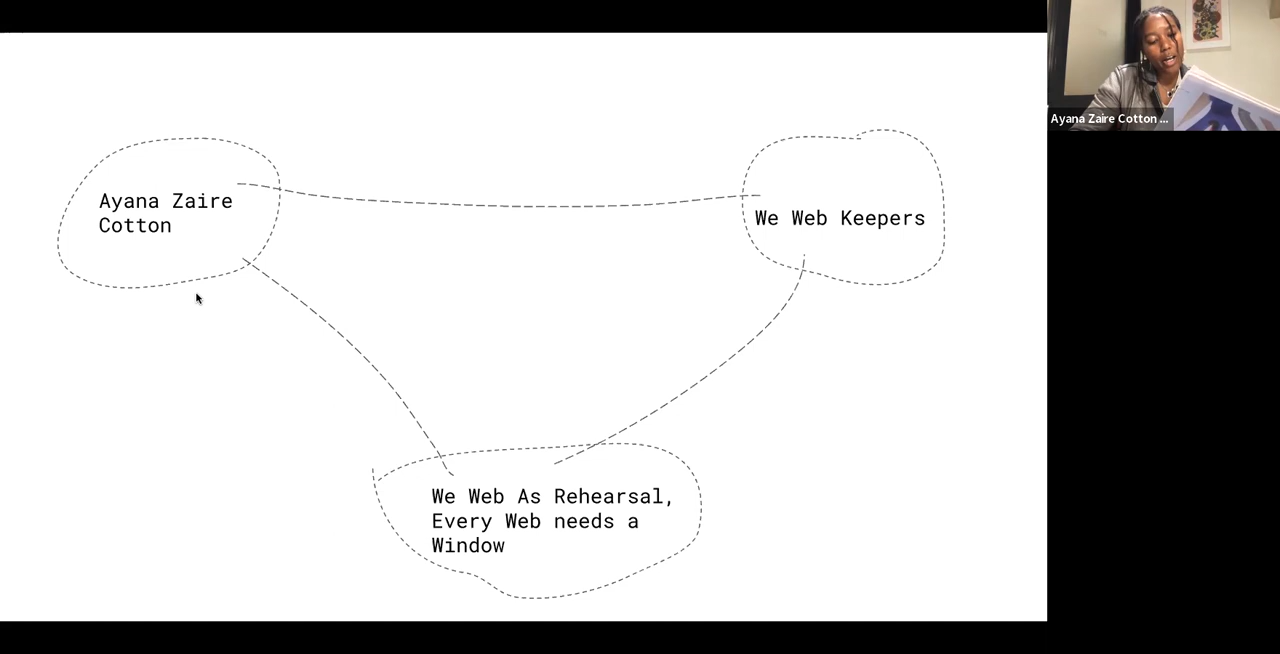 Ayana Zaire
Cotton
We Web Keepers
We Web As Rehearsal,
Every Web needs a
Window
Ayana Zaire Cotton ...